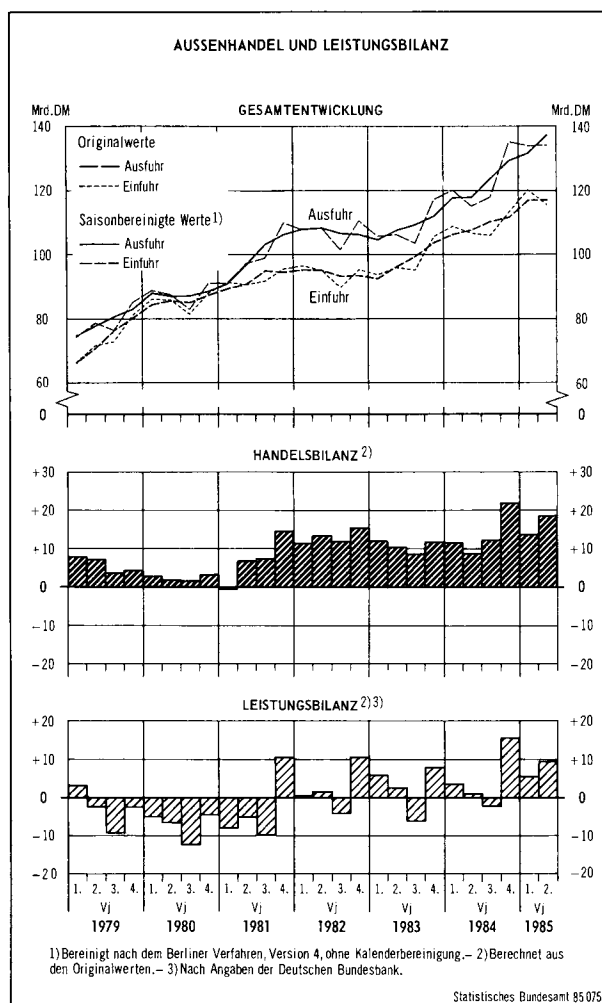 AUSSENHANDEL UND LEISTUNGSBILANZ
Mrd.DM GESAMTENTWICKLUNG Mrd.DM
140 140
Originalwerte
Ausfuhr
Einfuhr
120 120
Saisonbereinigte Werte 1)
Ausfuhr
Einfuhr
Ausfuhr
100 100
Einfuhr
80 80
60 60
0 0
HANDELSBILANZ 2)
+30 +30
+20 +20
+10 +10
0 0
−10 −10
−20 −20
LEISTUNGSBILANZ 2)3)
+20 +20
+10 +10
0 0
−10 −10
−20 −20
1. 2. 3. 4. 1. 2. 3. 4. 1. 2. 3. 4. 1. 2. 3. 4. 1. 2. 3. 4. 1. 2. 3. 4. 1. 2.
Vj Vj Vj Vj Vj Vj Vj
1979 1980 1981 1982 1983 1984 1985
1) Bereinigt nach dem Berliner Verfahren, Version 4, ohne Kalenderbereinigung.– 2) Berechnet aus
den Originalwerten.– 3) Nach Angaben der Deutschen Bundesbank.
Statistisches Bundesamt 85 075